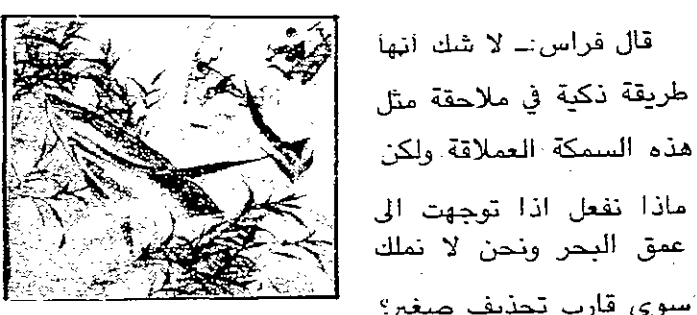 قال فراس:ـ لا شك أنها
طريقة ذكية في ملاحقة مثل
هذه السمكة العملاقة ولكن
ماذا نفعل اذا توجهت الى
عمق البحر ونحن لا نملك
سوى قارب تجذيف صغير؟